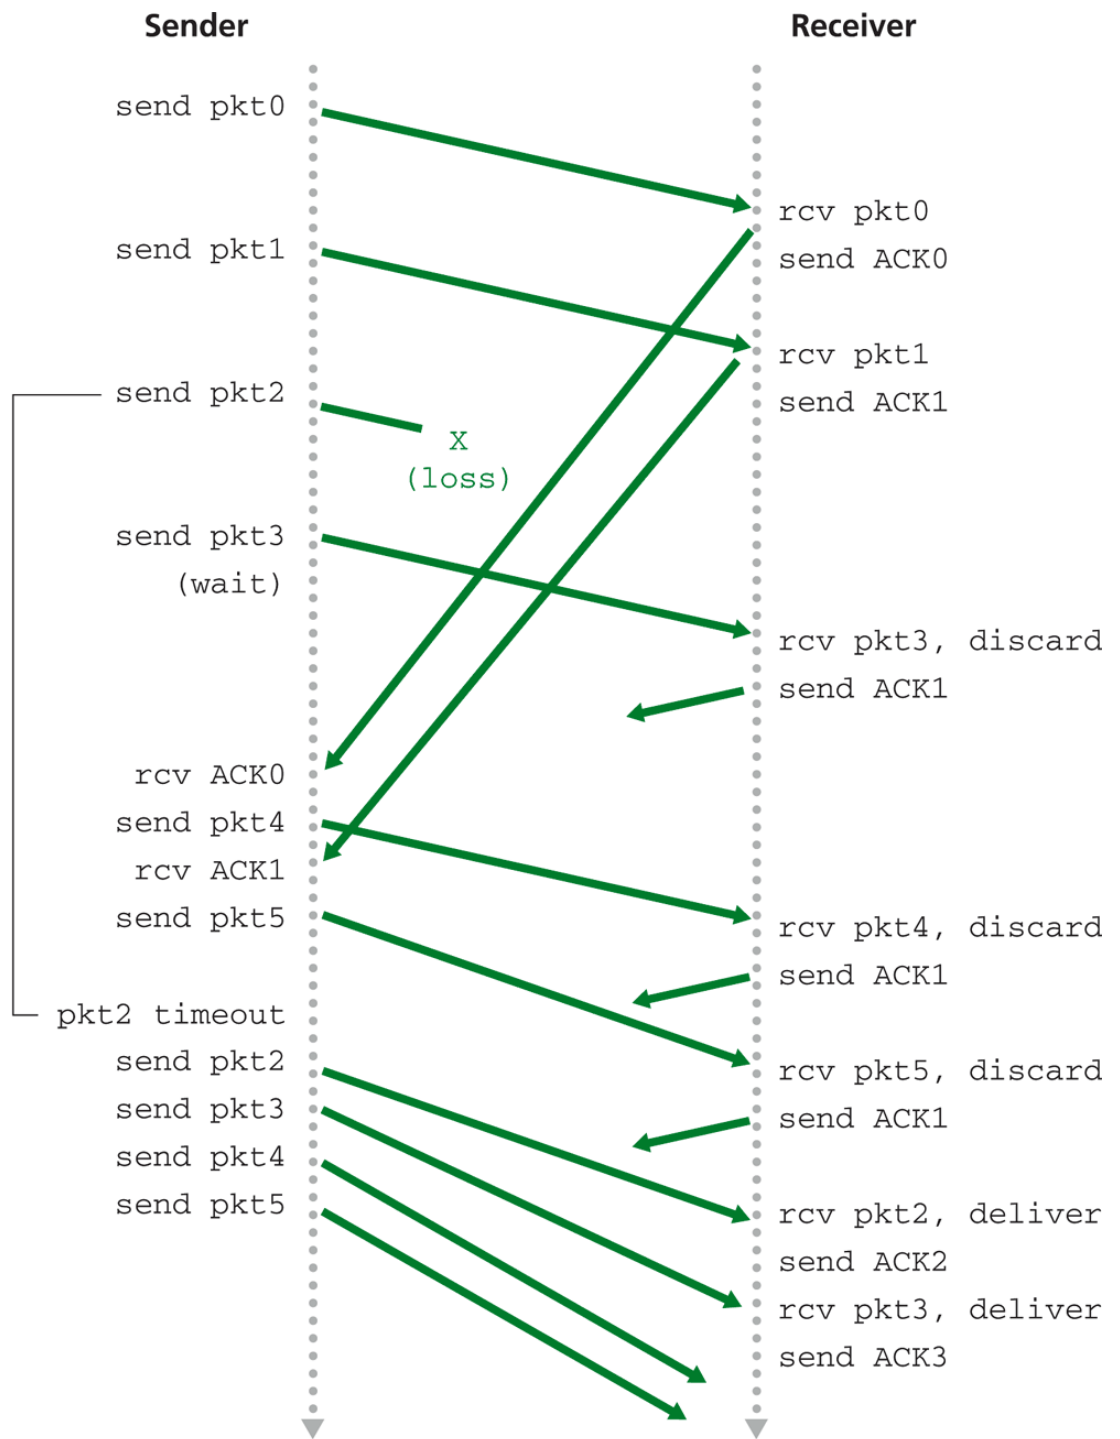 Sender
Receiver
send pkt0
rcv pkt0
send pkt1
send ACK0
rcv pkt1
send pkt2
send ACK1
X
(loss)
send pkt3
(wait)
rcv pkt3, discard
send ACK1
rcv ACK0
send pkt4
rcv ACK1
send pkt5
rcv pkt4, discard
send ACK1
pkt2 timeout
send pkt2
rcv pkt5, discard
send pkt3
send ACK1
send pkt4
send pkt5
rcv pkt2, deliver
send ACK2
rcv pkt3, deliver
send ACK3